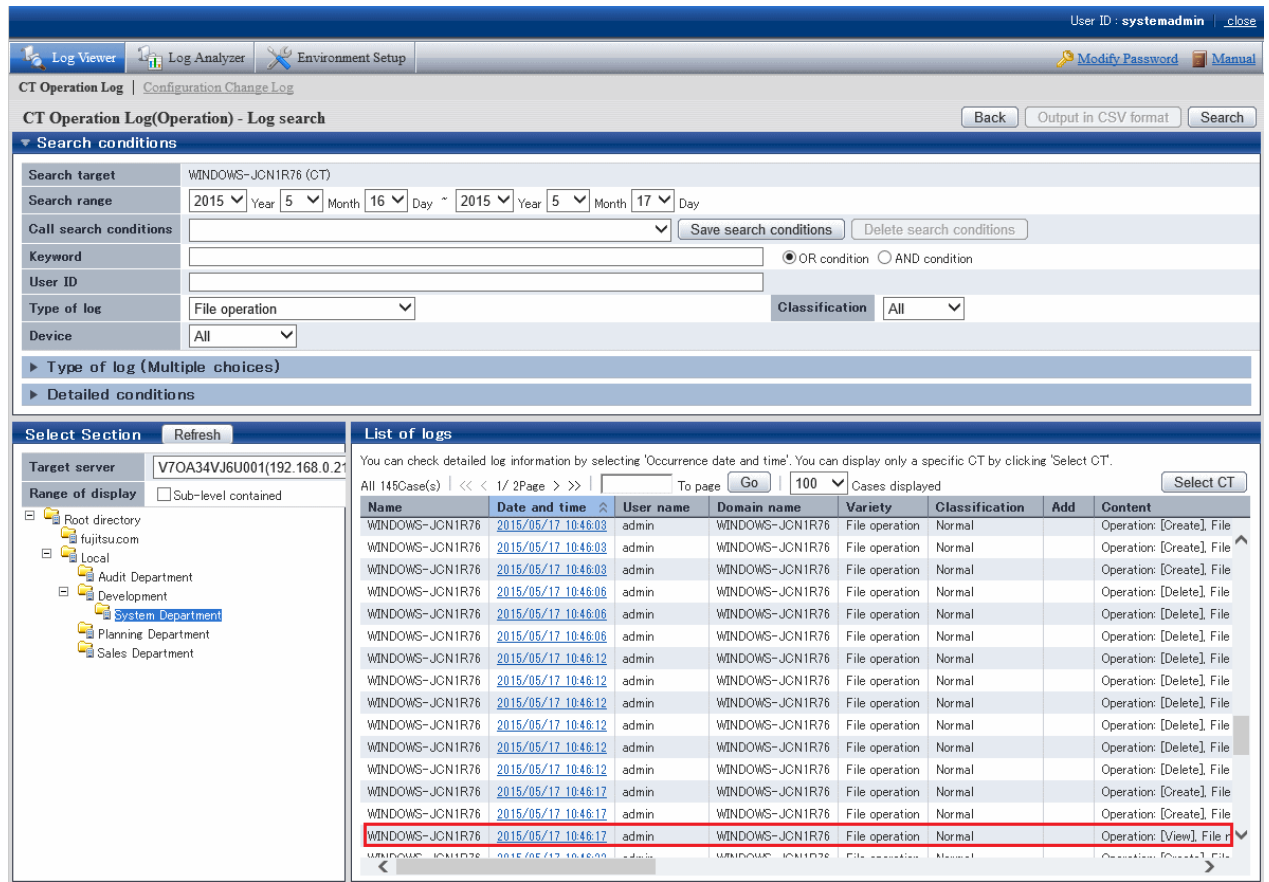 User ID : systemadmin | close
Log Viewer Log Analyzer Environment Setup Modify Password Manual
CT Operation Log | Configuration Change Log
CT Operation Log(Operation) - Log search Back Output in CSV format Search
Search conditions
Search target WINDOWS-JCN1R76 (CT)
Search range 2015 Year 5 Month 16 Day ~ 2015 Year 5 Month 17 Day
Call search conditions Save search conditions Delete search conditions
Keyword OR condition AND condition
User ID
Type of log File operation Classification All
Device All
Type of log (Multiple choices)
Detailed conditions
Select Section Refresh
Target server V7OA34VJ6U001(192.168.0.21
Range of display Sub-level contained
Root directory
fujitsu.com
Local
Audit Department
Development
System Department
Planning Department
Sales Department
List of logs
You can check detailed log information by selecting 'Occurrence date and time'. You can display only a specific CT by clicking 'Select CT'.
All 145Case(s) | << < 1/ 2Page > >> | To page Go | 100 Cases displayed Select CT
Name Date and time User name Domain name Variety Classification Add Content
WINDOWS-JCN1R76 2015/05/17 10:46:03 admin WINDOWS-JCN1R76 File operation Normal Operation: [Create], File
WINDOWS-JCN1R76 2015/05/17 10:46:03 admin WINDOWS-JCN1R76 File operation Normal Operation: [Create], File
WINDOWS-JCN1R76 2015/05/17 10:46:03 admin WINDOWS-JCN1R76 File operation Normal Operation: [Create], File
WINDOWS-JCN1R76 2015/05/17 10:46:06 admin WINDOWS-JCN1R76 File operation Normal Operation: [Delete], File
WINDOWS-JCN1R76 2015/05/17 10:46:06 admin WINDOWS-JCN1R76 File operation Normal Operation: [Delete], File
WINDOWS-JCN1R76 2015/05/17 10:46:06 admin WINDOWS-JCN1R76 File operation Normal Operation: [Delete], File
WINDOWS-JCN1R76 2015/05/17 10:46:12 admin WINDOWS-JCN1R76 File operation Normal Operation: [Delete], File
WINDOWS-JCN1R76 2015/05/17 10:46:12 admin WINDOWS-JCN1R76 File operation Normal Operation: [Delete], File
WINDOWS-JCN1R76 2015/05/17 10:46:12 admin WINDOWS-JCN1R76 File operation Normal Operation: [Delete], File
WINDOWS-JCN1R76 2015/05/17 10:46:12 admin WINDOWS-JCN1R76 File operation Normal Operation: [Delete], File
WINDOWS-JCN1R76 2015/05/17 10:46:12 admin WINDOWS-JCN1R76 File operation Normal Operation: [Delete], File
WINDOWS-JCN1R76 2015/05/17 10:46:12 admin WINDOWS-JCN1R76 File operation Normal Operation: [Delete], File
WINDOWS-JCN1R76 2015/05/17 10:46:17 admin WINDOWS-JCN1R76 File operation Normal Operation: [Create], File
WINDOWS-JCN1R76 2015/05/17 10:46:17 admin WINDOWS-JCN1R76 File operation Normal Operation: [Create], File
WINDOWS-JCN1R76 2015/05/17 10:46:17 admin WINDOWS-JCN1R76 File operation Normal Operation: [View], File n